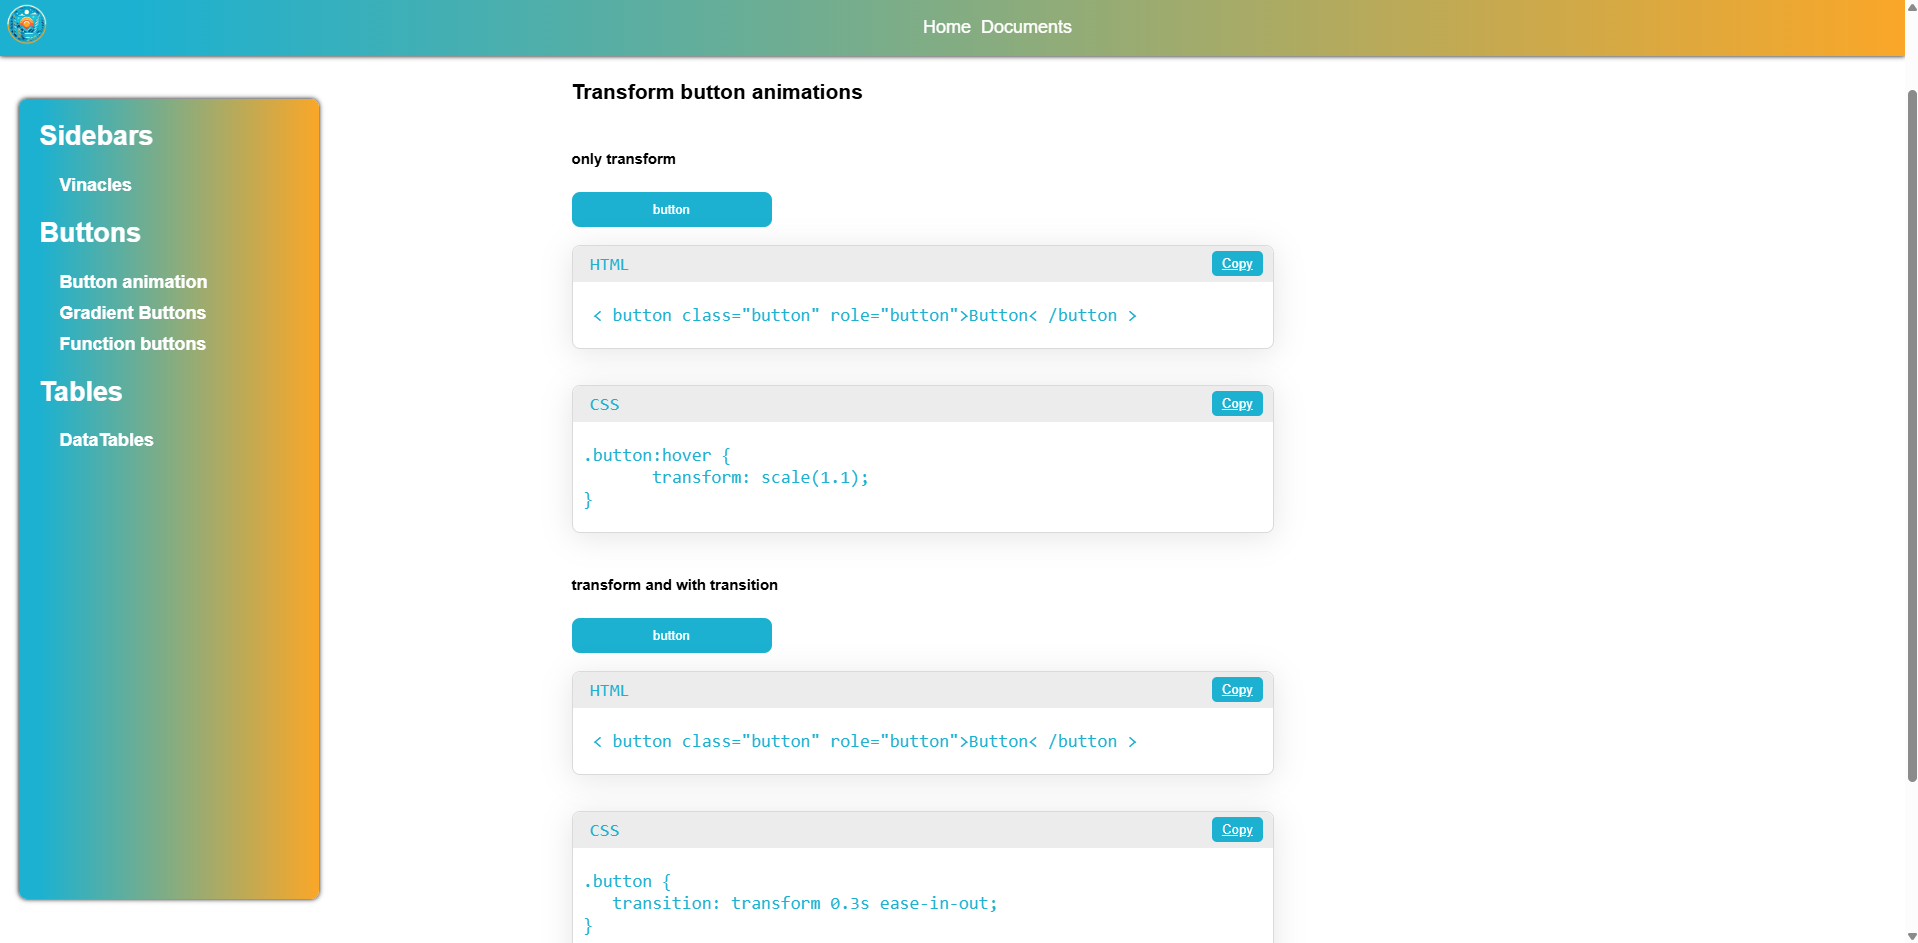 Home Documents
Sidebars
Vinacles
Buttons
Button animation
Gradient Buttons
Function buttons
Tables
DataTables
Transform button animations
only transform
button
HTML Copy
< button class="button" role="button">Button< /button >
CSS Copy
.button:hover {
transform: scale(1.1);
}
transform and with transition
button
HTML Copy
< button class="button" role="button">Button< /button >
CSS Copy
.button {
transition: transform 0.3s ease-in-out;
}